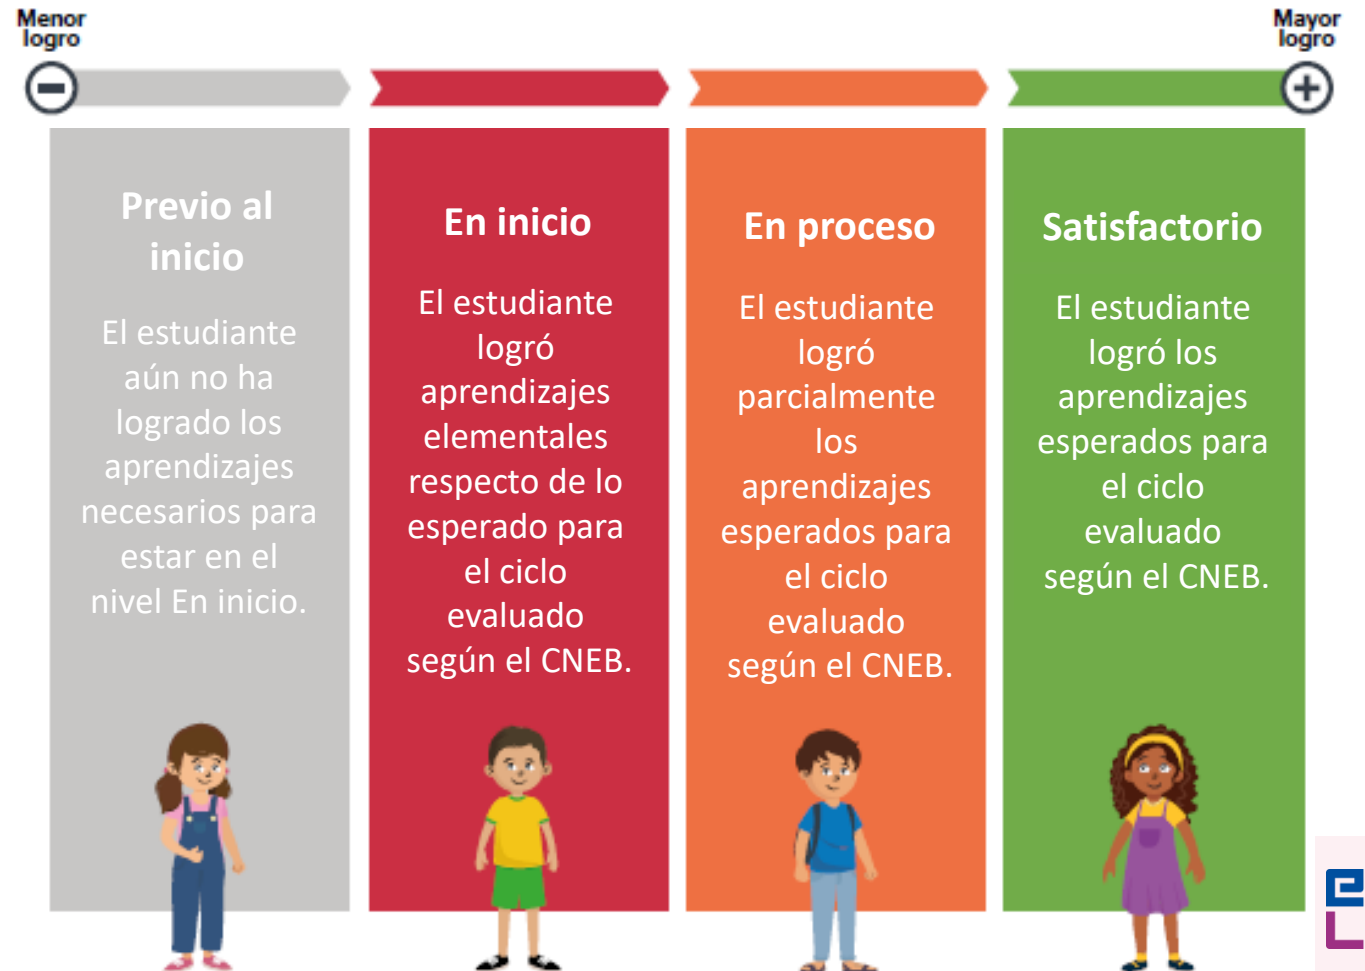 Menor
logro
Mayor
logro
Previo al
inicio
El estudiante
aún no ha
logrado los
aprendizajes
necesarios para
estar en el
nivel En inicio.
En inicio
El estudiante
logró
aprendizajes
elementales
respecto de lo
esperado para
el ciclo
evaluado
según el CNEB.
En proceso
El estudiante
logró
parcialmente
los
aprendizajes
esperados para
el ciclo
evaluado
según el CNEB.
Satisfactorio
El estudiante
logró los
aprendizajes
esperados para
el ciclo
evaluado
según el CNEB.